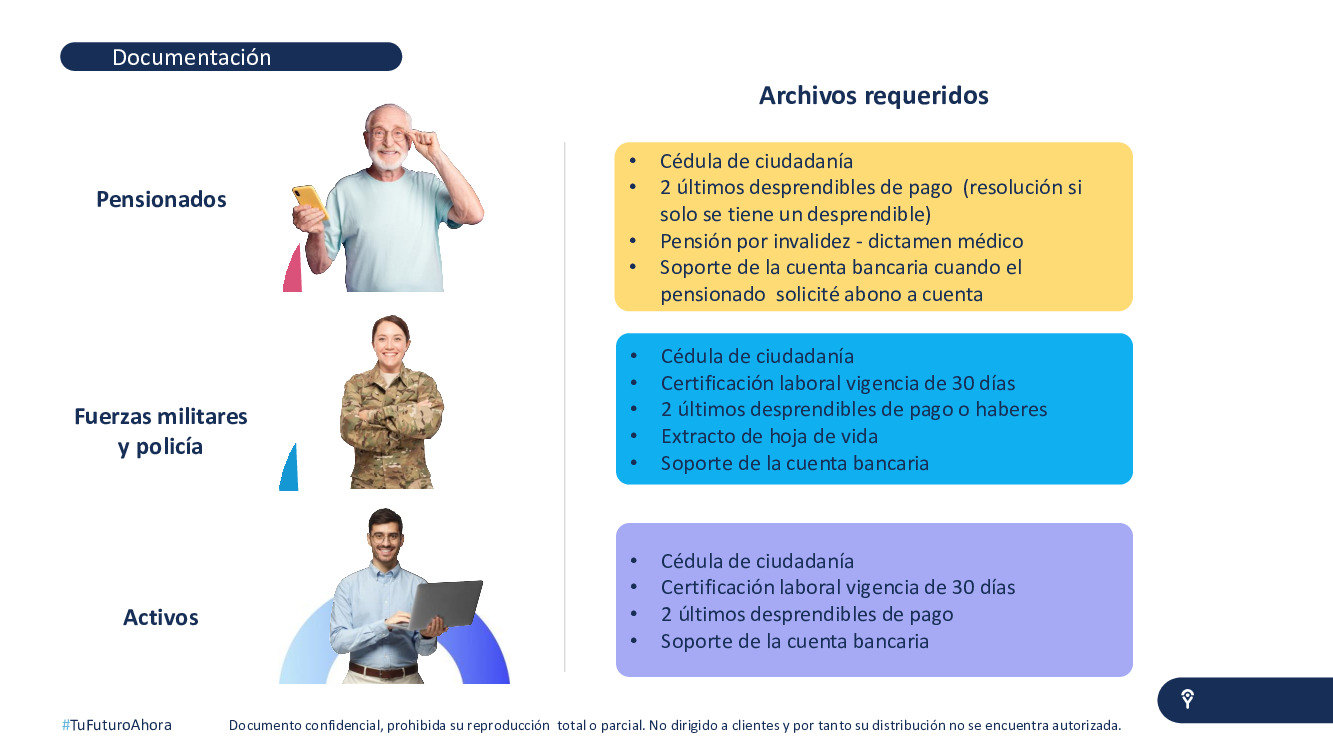 Documentación
Archivos requeridos
Pensionados
• Cédula de ciudadanía
• 2 últimos desprendibles de pago (resolución si
solo se tiene un desprendible)
• Pensión por invalidez - dictamen médico
• Soporte de la cuenta bancaria cuando el
pensionado solicité abono a cuenta
Fuerzas militares
y policía
• Cédula de ciudadanía
• Certificación laboral vigencia de 30 días
• 2 últimos desprendibles de pago o haberes
• Extracto de hoja de vida
• Soporte de la cuenta bancaria
Activos
• Cédula de ciudadanía
• Certificación laboral vigencia de 30 días
• 2 últimos desprendibles de pago
• Soporte de la cuenta bancaria
#TuFuturoAhora
Documento confidencial, prohibida su reproducción total o parcial. No dirigido a clientes y por tanto su distribución no se encuentra autorizada.